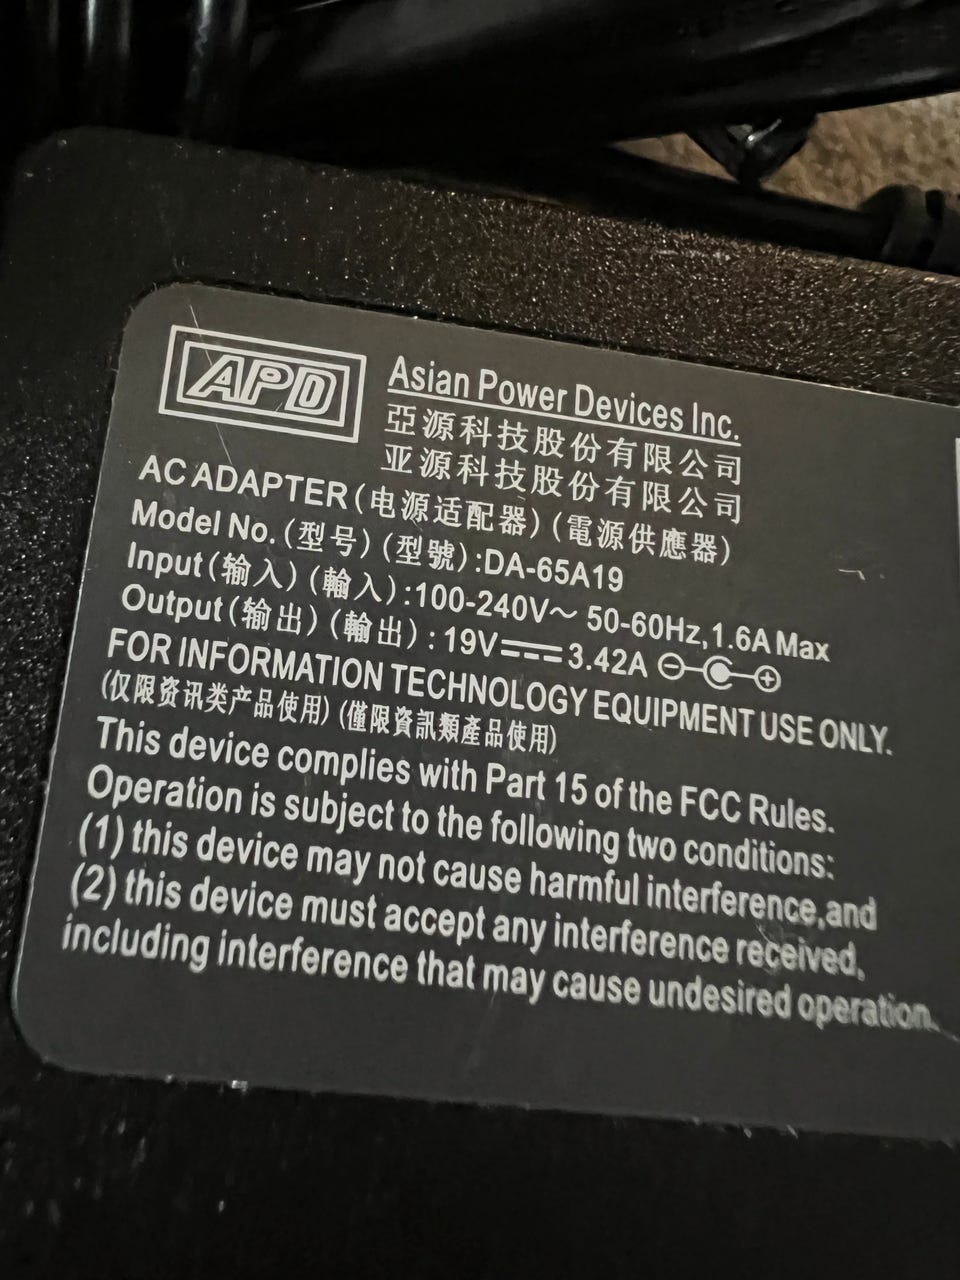 APD
Asian Power Devices Inc.
亞源科技股份有限公司
亚源科技股份有限公司
AC ADAPTER (电源适配器) (電源供應器)
Model No. (型号) (型號) : DA-65A19
Input (输入) (輸入) : 100-240V～ 50-60Hz, 1.6A Max
Output (输出) (輸出) : 19V 3.42A
FOR INFORMATION TECHNOLOGY EQUIPMENT USE ONLY.
(仅限资讯类产品使用) (僅限資訊類產品使用)
This device complies with Part 15 of the FCC Rules.
Operation is subject to the following two conditions:
(1) this device may not cause harmful interference,and
(2) this device must accept any interference received,
including interference that may cause undesired operation.